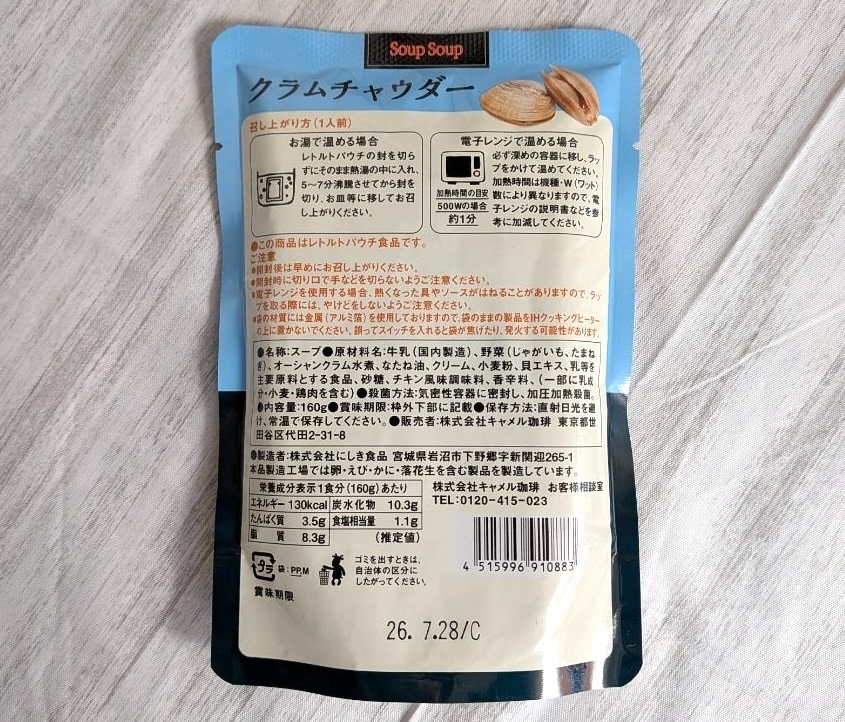 Soup Soup
クラムチャウダー
召し上がり方(1人前)
お湯で温める場合
レトルトパウチの封を切ら
ずにそのまま熱湯の中に入れ、
5〜7分沸騰させてから封を
切り、お皿等に移してお召
し上がりください。
電子レンジで温める場合
必ず深めの容器に移し、ラッ
プをかけて温めてください。
加熱時間は機種・W(ワット)
数により異なりますので、電
子レンジの説明書などを参
考に加減してください。
加熱時間の目安
500Wの場合
約1分
●この商品はレトルトパウチ食品です。
ご注意
●開封後は早めにお召し上がりください。
●開封時に切り口で手などを切らないようご注意ください。
●電子レンジを使用する場合、熱くなった具やソースがはねることがありますので、ラッ
プを取る際には、やけどをしないようご注意ください。
●袋の材質には金属(アルミ箔)を使用しておりますので、袋のままの製品をIHクッキングヒーター
の上に置かないでください。誤ってスイッチを入れると袋が焦げたり、発火する可能性があります。
●名称:スープ●原材料名:牛乳(国内製造)、野菜(じゃがいも、たまね
ぎ)、オーシャンクラム水煮、なたね油、クリーム、小麦粉、貝エキス、乳等を
主要原料とする食品、砂糖、チキン風味調味料、香辛料、(一部に乳成
分・小麦・鶏肉を含む)●殺菌方法:気密性容器に密封し、加圧加熱殺菌。
●内容量:160g●賞味期限:枠外下部に記載●保存方法:直射日光を避
け、常温で保存してください。●販売者:株式会社キャメル珈琲 東京都世
田谷区代田2-31-8
●製造者:株式会社にしき食品 宮城県岩沼市下野郷字新関迎265-1
本品製造工場では卵・えび・かに・落花生を含む製品を製造しています。
栄養成分表示1食分(160g)あたり
エネルギー 130kcal 炭水化物 10.3g
たんぱく質 3.5g 食塩相当量 1.1g
脂 質 8.3g (推定値)
株式会社キャメル珈琲 お客様相談室
TEL:0120-415-023
4 515996 910883
プラ 袋:PP,M
ゴミを出すときは、
自治体の区分に
したがってください。
賞味期限
26. 7.28/C